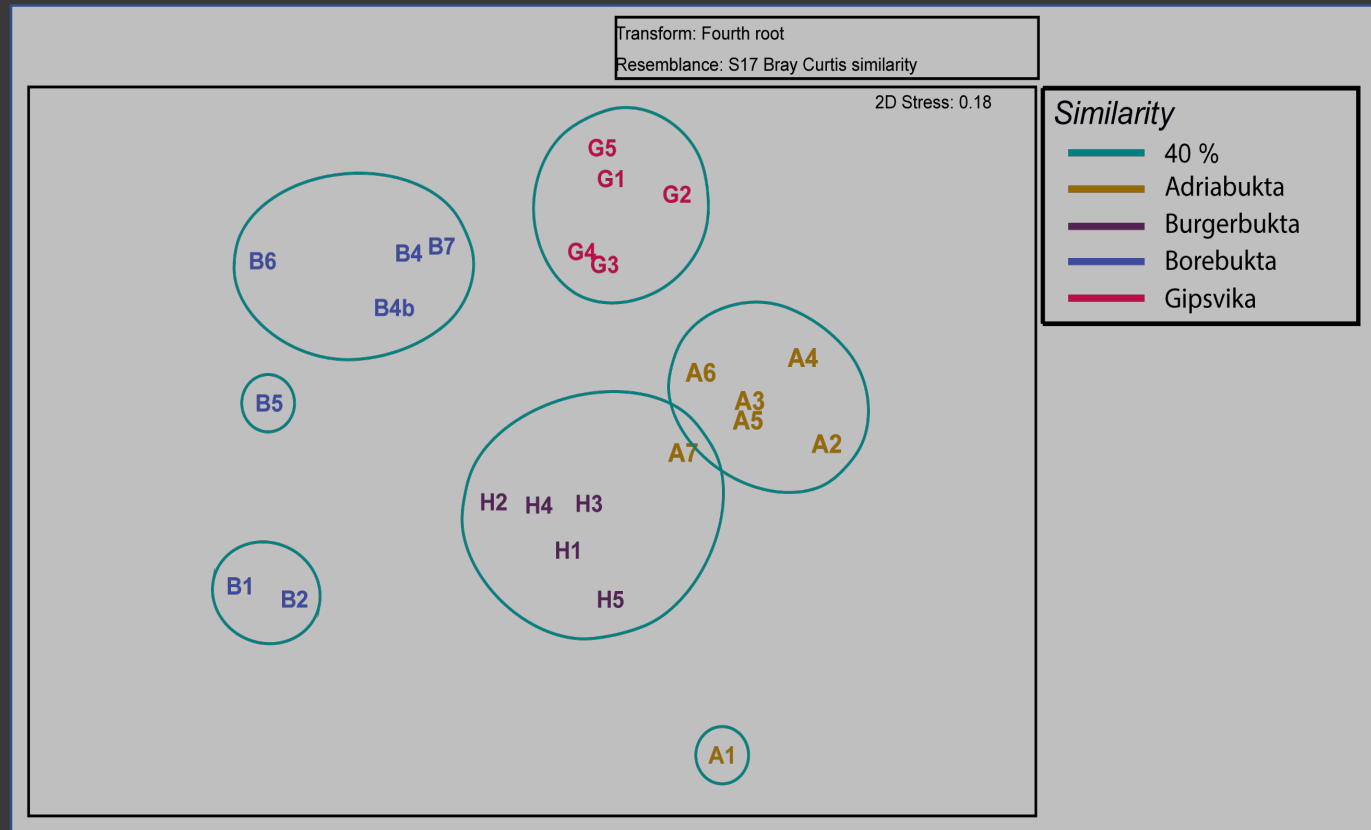 Transform: Fourth root
Resemblance: S17 Bray Curtis similarity
2D Stress: 0.18
Similarity
40 %
Adriabukta
Burgerbukta
Borebukta
Gipsvika
G5
G1
G2
G4
G3
B6
B4
B7
B4b
B5
A6
A4
A3
A5
A2
A7
H2
H4
H3
H1
H5
B1
B2
A1